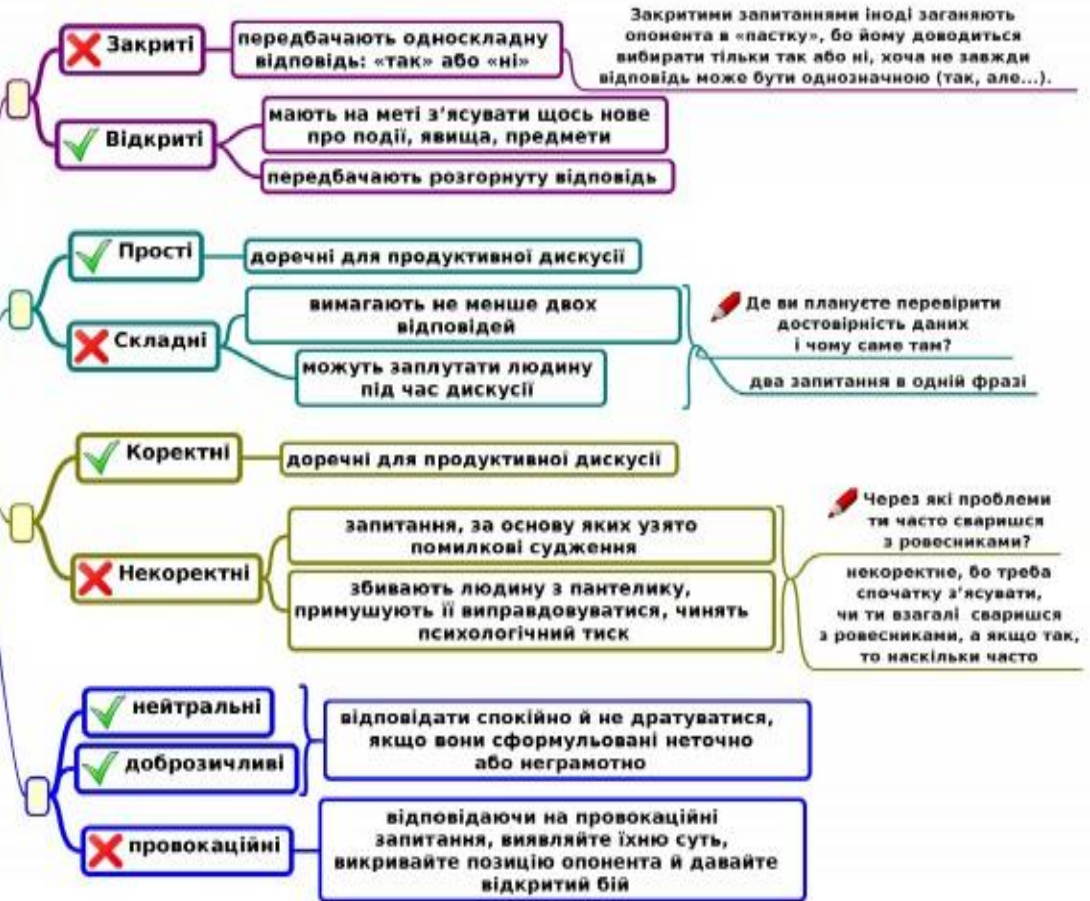 Закриті
передбачають односкладну
відповідь: «так» або «ні»
Закритими запитаннями іноді заганяють
опонента в «пастку», бо йому доводиться
вибирати тільки так або ні, хоча не завжди
відповідь може бути однозначною (так, але...).
Відкриті
мають на меті з’ясувати щось нове
про події, явища, предмети
передбачають розгорнуту відповідь
Прості
доречні для продуктивної дискусії
Складні
вимагають не менше двох
відповідей
можуть заплутати людину
під час дискусії
Де ви плануєте перевірити
достовірність даних
і чому саме там?
два запитання в одній фразі
Коректні
доречні для продуктивної дискусії
Некоректні
запитання, за основу яких узято
помилкові судження
збивають людину з пантелику,
примушують її виправдовуватися, чинять
психологічний тиск
Через які проблеми
ти часто сваришся
з ровесниками?
некоректне, бо треба
спочатку з’ясувати,
чи ти взагалі сваришся
з ровесниками, а якщо так,
то наскільки часто
нейтральні
доброзичливі
відповідати спокійно й не дратуватися,
якщо вони сформульовані неточно
або неграмотно
провокаційні
відповідаючи на провокаційні
запитання, виявляйте їхню суть,
викривайте позицію опонента й давайте
відкритий бій